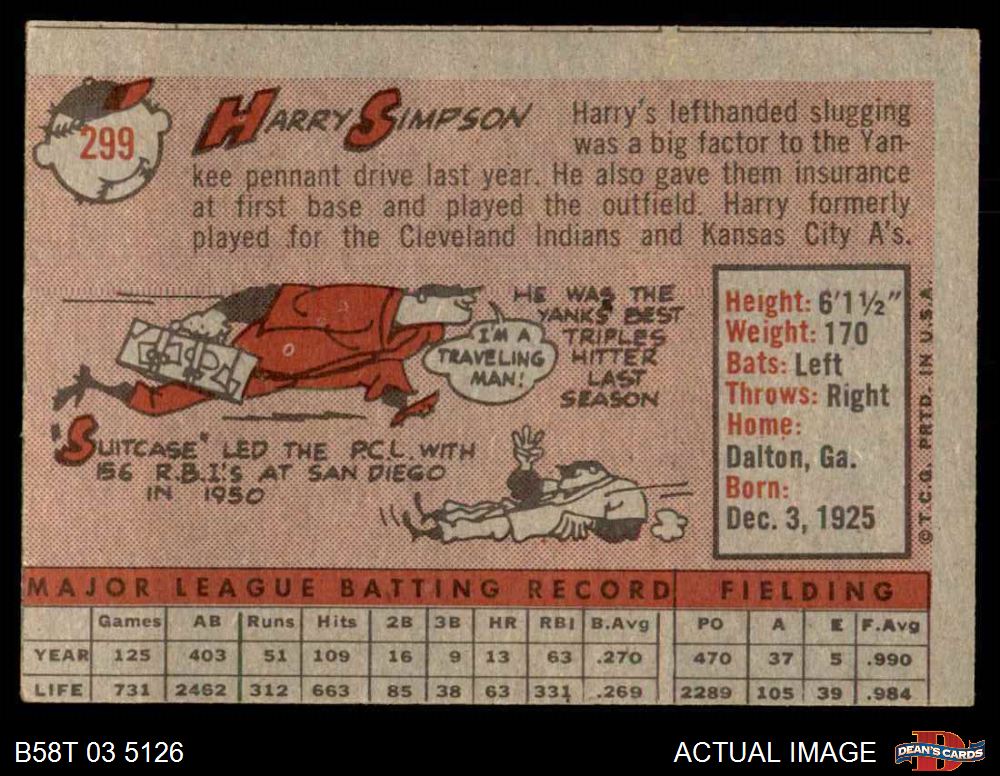 299
HARRY SIMPSON
Harry's lefthanded slugging
was a big factor to the Yan-
kee pennant drive last year. He also gave them insurance
at first base and played the outfield. Harry formerly
played for the Cleveland Indians and Kansas City A's.
HE WAS THE
YANKS BEST
TRIPLES
HITTER
LAST
SEASON
I'M A
TRAVELING
MAN!
"SUITCASE" LED THE P.C.L. WITH
156 R.B.I.'S AT SAN DIEGO
IN 1950
Height: 6'1½"
Weight: 170
Bats: Left
Throws: Right
Home:
Dalton, Ga.
Born:
Dec. 3, 1925
©T.C.G. PRTD. IN U.S.A.
MAJOR LEAGUE BATTING RECORD FIELDING
Games AB Runs Hits 2B 3B HR RBI B.Avg PO A E F.Avg
YEAR 125 403 51 109 16 9 13 63 .270 470 37 5 .990
LIFE 731 2462 312 663 85 38 63 331 .269 2289 105 39 .984
B58T 03 5126
ACTUAL IMAGE
DEAN'S CARDS